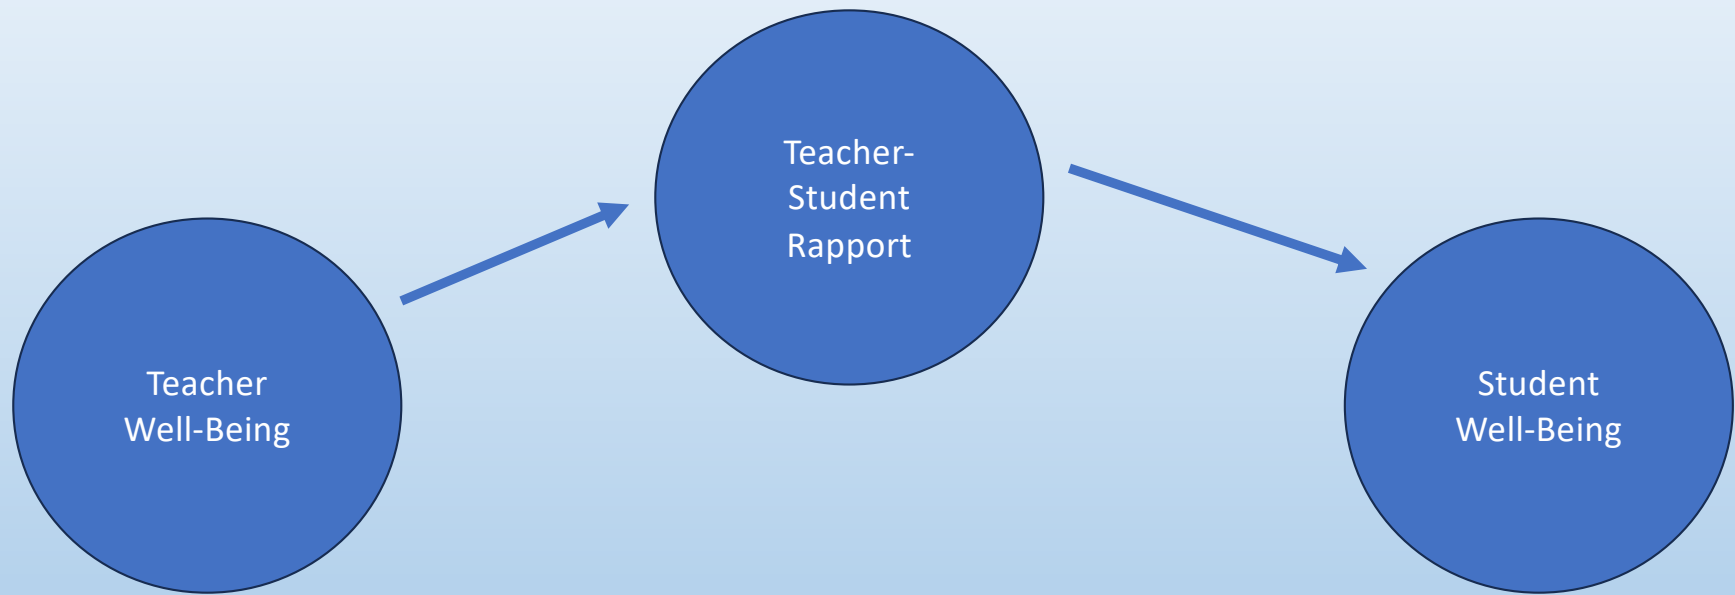 Teacher
Well-Being
Teacher-
Student
Rapport
Student
Well-Being